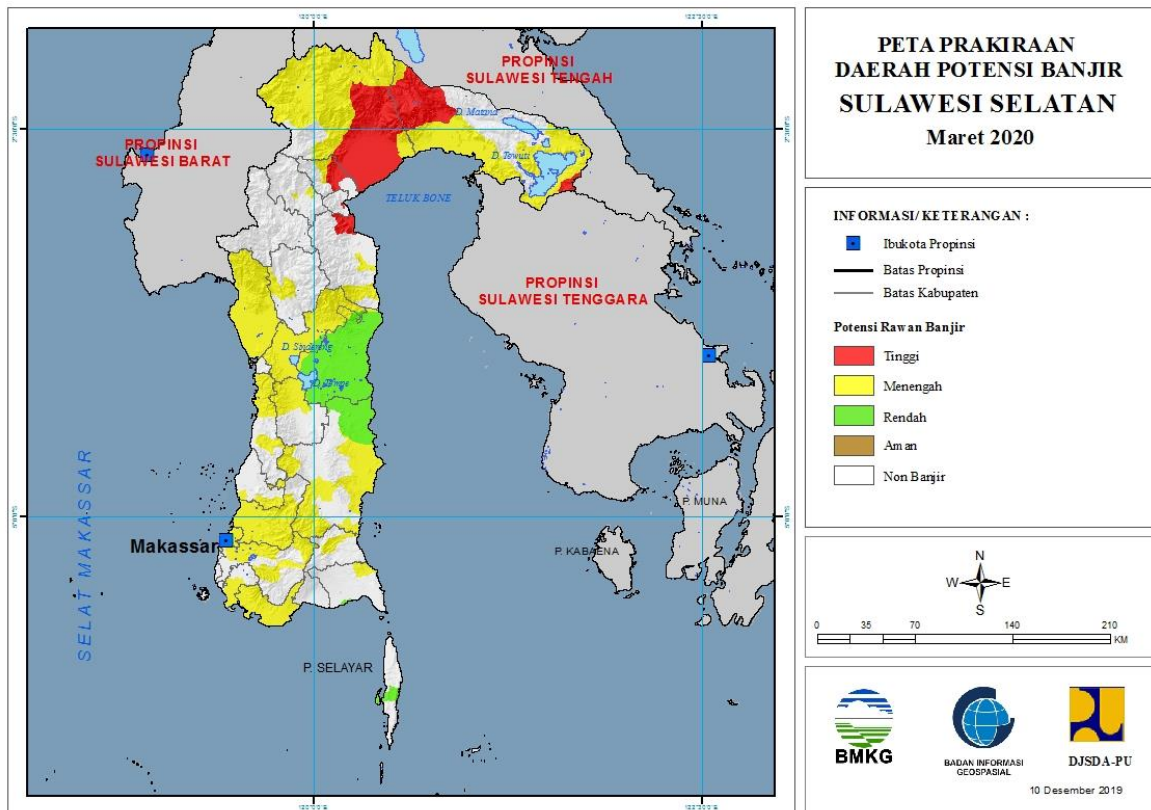 PROPINSI
SULAWESI TENGAH
D. Matana
PROPINSI
SULAWESI BARAT
D. Towuti
TELUK BONE
PROPINSI
SULAWESI TENGGARA
D. Sindereng
D. Tempe
SELAT MAKASSAR
P. MUNA
Makassar
P. KABAENA
P. SELAYAR
PETA PRAKIRAAN
DAERAH POTENSI BANJIR
SULAWESI SELATAN
Maret 2020
INFORMASI/ KETERANGAN :
Ibukota Propinsi
Batas Propinsi
Batas Kabupaten
Potensi Rawan Banjir
Tinggi
Menengah
Rendah
Aman
Non Banjir
N
W E
S
0 35 70 140 210
KM
BMKG
BADAN INFORMASI
GEOSPASIAL
DJSDA-PU
10 Desember 2019